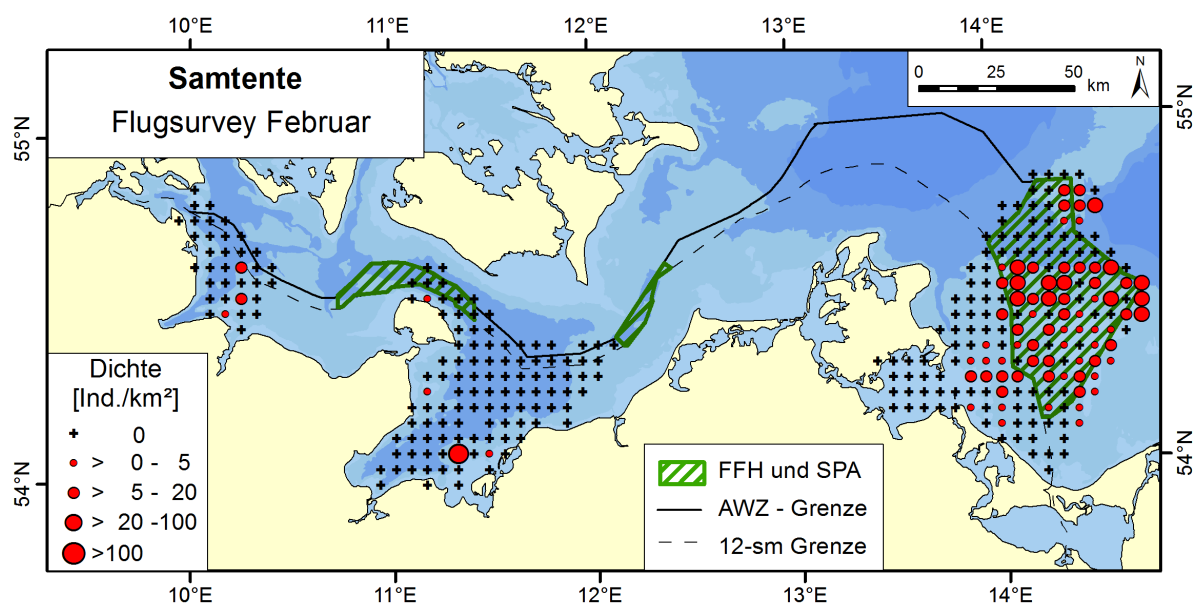 10°E 11°E 12°E 13°E 14°E
Samtente
Flugsurvey Februar
0 25 50
km
N
55°N 55°N
Dichte
[Ind./km²]
0
> 0 - 5
> 5 - 20
> 20 -100
>100
FFH und SPA
AWZ - Grenze
12-sm Grenze
54°N 54°N
10°E 11°E 12°E 13°E 14°E